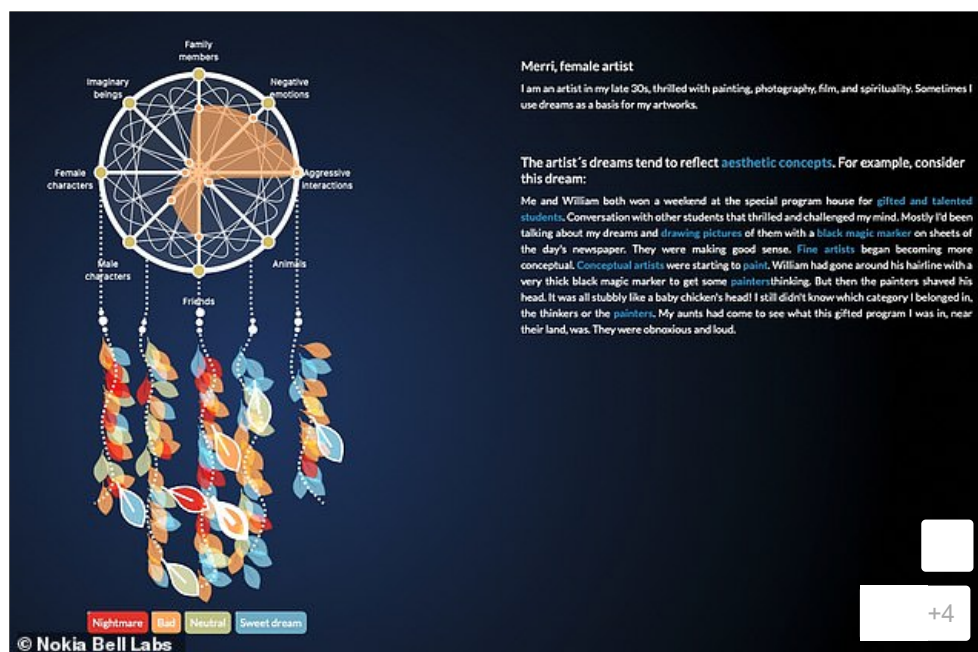 Family
members
Imaginary
beings
Negative
emotions
Female
characters
Aggressive
interactions
Male
characters
Animals
Friends
Nightmare
Bad
Neutral
Sweet dream
© Nokia Bell Labs
Merri, female artist
I am an artist in my late 30s, thrilled with painting, photography, film, and spirituality. Sometimes I
use dreams as a basis for my artworks.
The artist´s dreams tend to reflect aesthetic concepts. For example, consider
this dream:
Me and William both won a weekend at the special program house for gifted and talented
students. Conversation with other students that thrilled and challenged my mind. Mostly I'd been
talking about my dreams and drawing pictures of them with a black magic marker on sheets of
the day's newspaper. They were making good sense. Fine artists began becoming more
conceptual. Conceptual artists were starting to paint. William had gone around his hairline with a
very thick black magic marker to get some paintersthinking. But then the painters shaved his
head. It was all stubbly like a baby chicken's head! I still didn't know which category I belonged in,
the thinkers or the painters. My aunts had come to see what this gifted program I was in, near
their land, was. They were obnoxious and loud.
+4